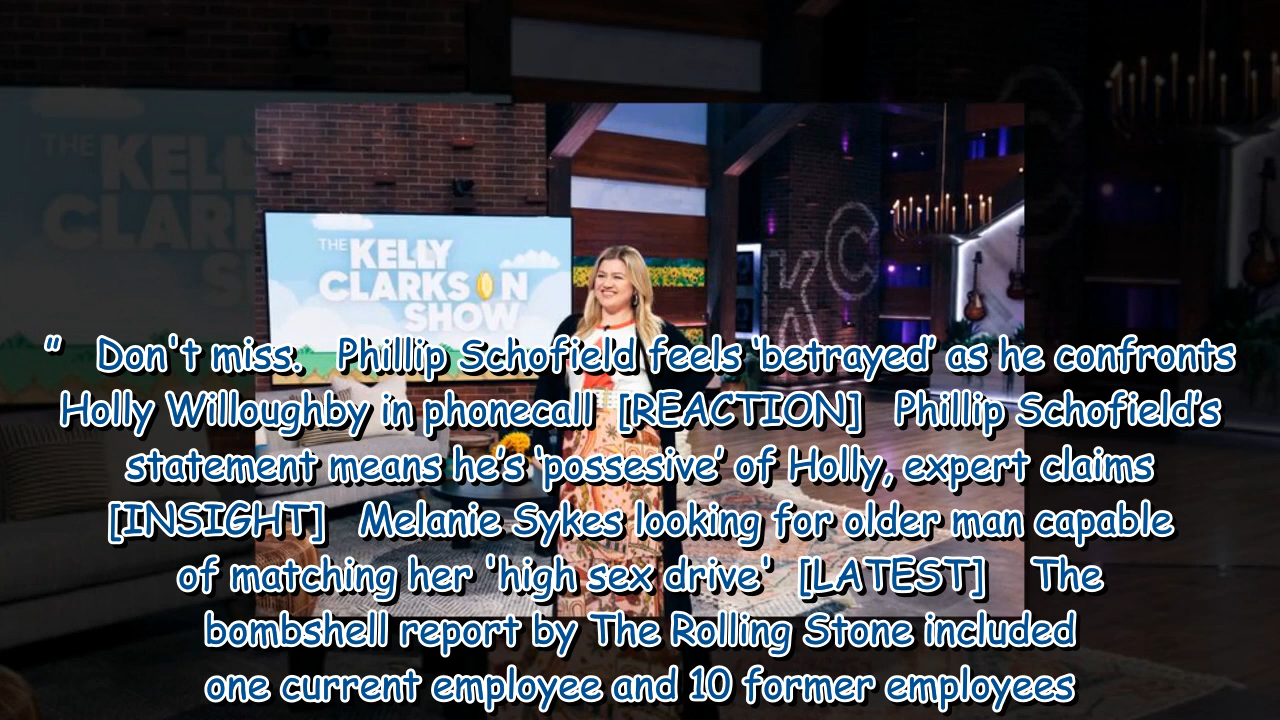 THE KELLY
CLARKSON
SHOW
THE KELLY
CLARK
S
KC
” Don't miss. Phillip Schofield feels ‘betrayed’ as he confronts
Holly Willoughby in phonecall [REACTION] Phillip Schofield’s
statement means he’s ‘possesive’ of Holly, expert claims
[INSIGHT] Melanie Sykes looking for older man capable
of matching her 'high sex drive' [LATEST] The
bombshell report by The Rolling Stone included
one current employee and 10 former employees